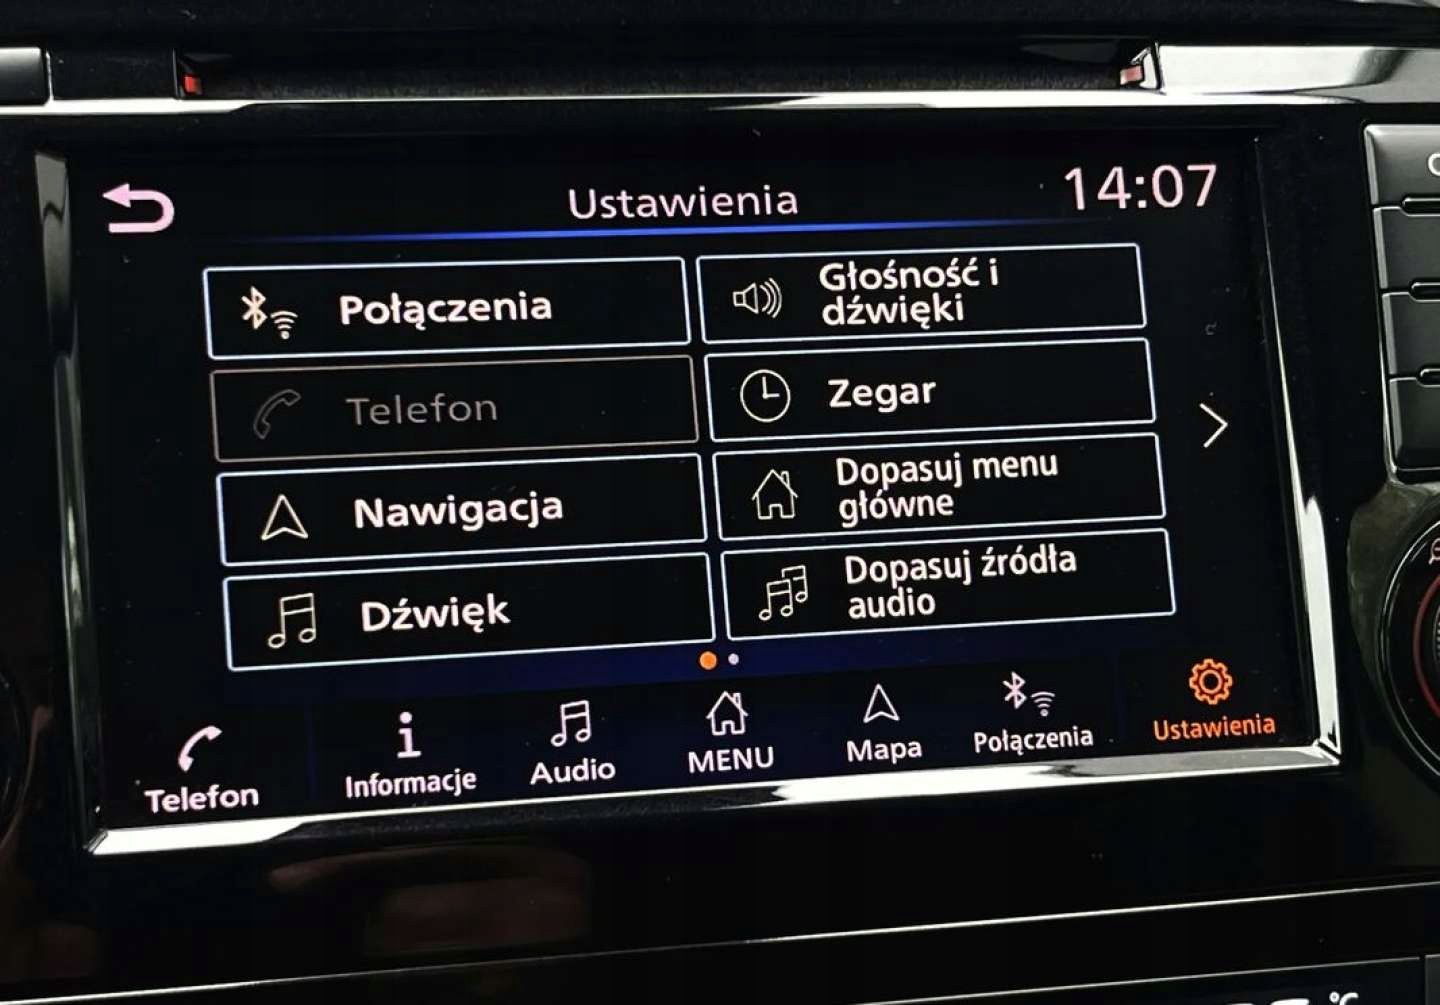 Ustawienia
14:07
Połączenia
Głośność i
dźwięki
Telefon
Zegar
Nawigacja
Dopasuj menu
główne
Dźwięk
Dopasuj źródła
audio
Telefon
Informacje
Audio
MENU
Mapa
Połączenia
Ustawienia
°C